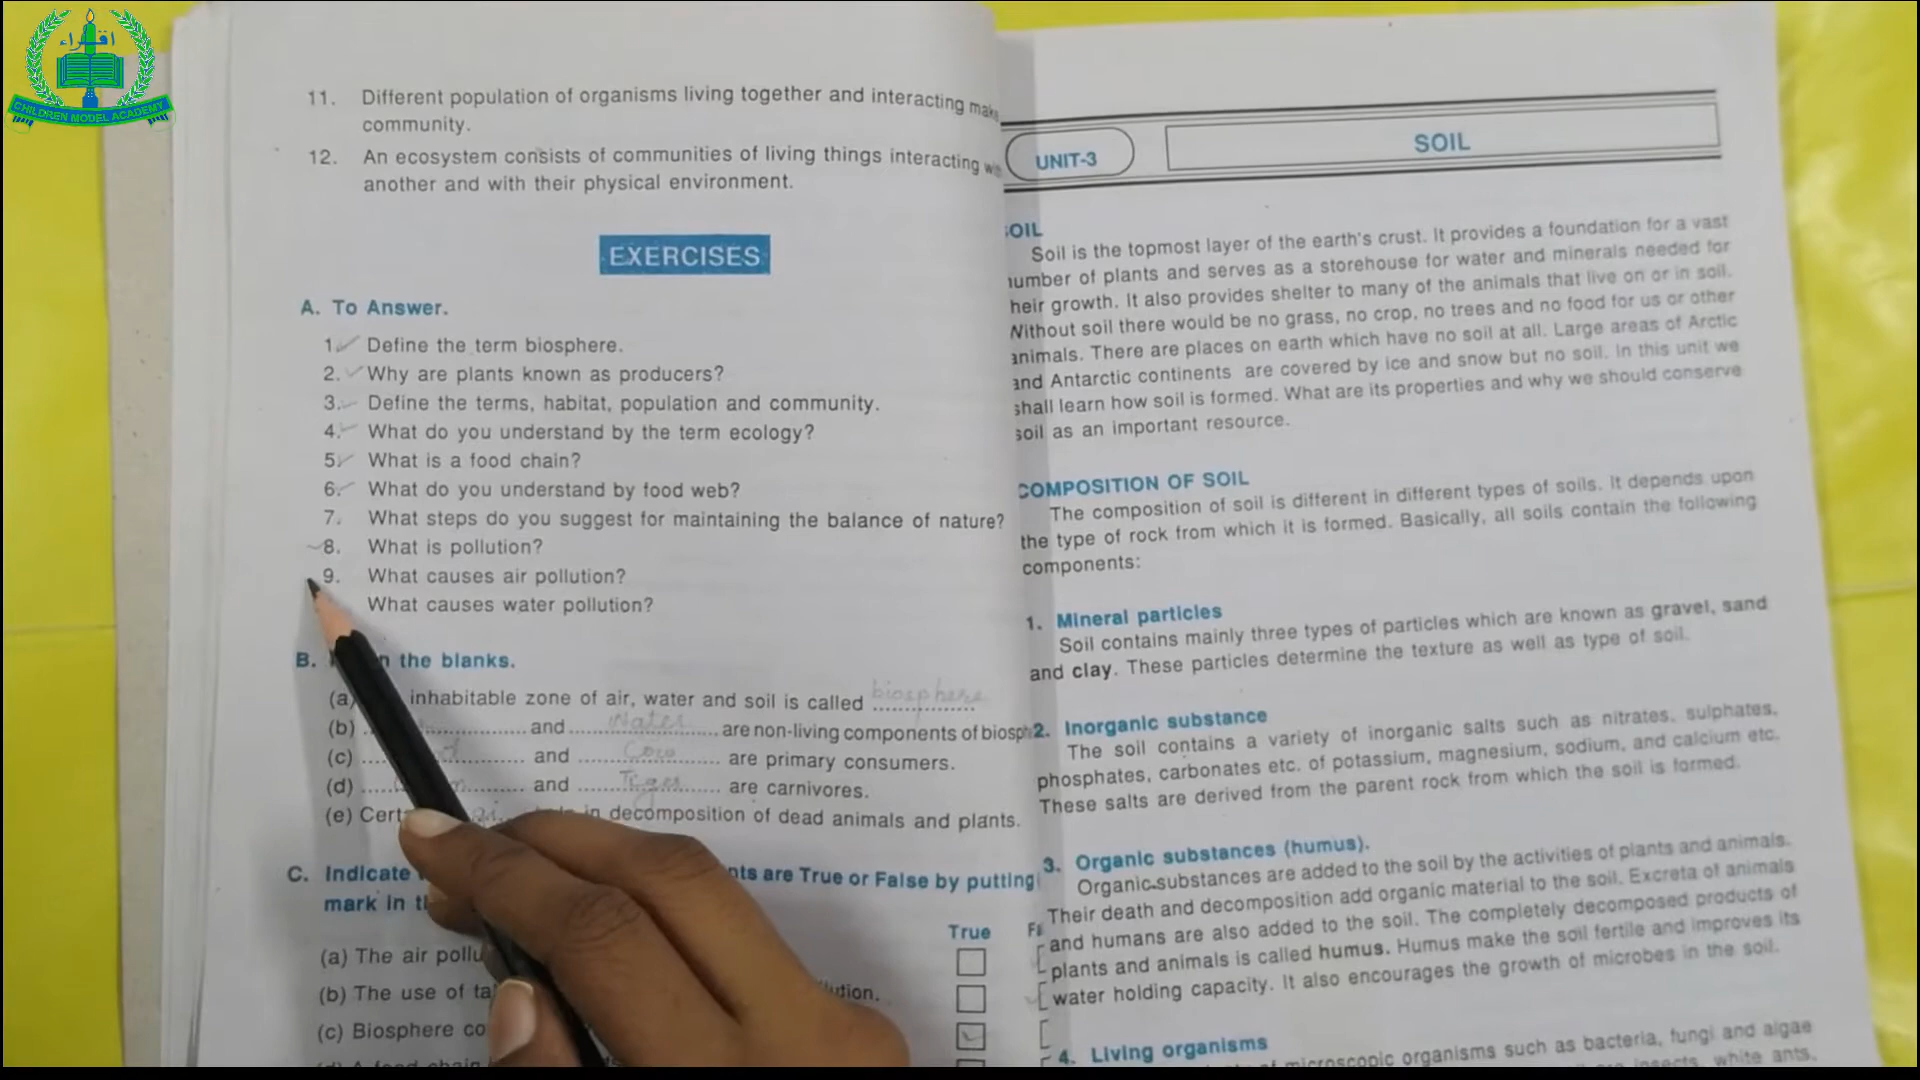 اقراء
CHILDREN MODEL ACADEMY
11. Different population of organisms living together and interacting make
community.
12. An ecosystem consists of communities of living things interacting
another and with their physical environment.
EXERCISES
A. To Answer.
1. Define the term biosphere.
2. Why are plants known as producers?
3. Define the terms, habitat, population and community.
4. What do you understand by the term ecology?
5. What is a food chain?
6. What do you understand by food web?
7. What steps do you suggest for maintaining the balance of nature?
8. What is pollution?
9. What causes air pollution?
What causes water pollution?
B. the blanks.
(a) inhabitable zone of air, water and soil is called biosphere
(b) and Water are non-living components of biosph
(c) and Cow are primary consumers.
(d) and Tiger are carnivores.
(e) Cert in decomposition of dead animals and plants.
C. Indicate nts are True or False by putting
mark in t
True Fa
(a) The air pollu
(b) The use of ta lution.
(c) Biosphere co
UNIT-3
SOIL
SOIL
Soil is the topmost layer of the earth's crust. It provides a foundation for a vast
number of plants and serves as a storehouse for water and minerals needed for
heir growth. It also provides shelter to many of the animals that live on or in soil.
Without soil there would be no grass, no crop, no trees and no food for us or other
animals. There are places on earth which have no soil at all. Large areas of Arctic
and Antarctic continents are covered by ice and snow but no soil. In this unit we
shall learn how soil is formed. What are its properties and why we should conserve
soil as an important resource.
COMPOSITION OF SOIL
The composition of soil is different in different types of soils. It depends upon
the type of rock from which it is formed. Basically, all soils contain the following
components:
1. Mineral particles
Soil contains mainly three types of particles which are known as gravel, sand
and clay. These particles determine the texture as well as type of soil.
2. Inorganic substance
The soil contains a variety of inorganic salts such as nitrates, sulphates,
phosphates, carbonates etc. of potassium, magnesium, sodium, and calcium etc.
These salts are derived from the parent rock from which the soil is formed.
3. Organic substances (humus).
Organic substances are added to the soil by the activities of plants and animals.
Their death and decomposition add organic material to the soil. Excreta of animals
and humans are also added to the soil. The completely decomposed products of
plants and animals is called humus. Humus make the soil fertile and improves its
water holding capacity. It also encourages the growth of microbes in the soil.
4. Living organisms
microscopic organisms such as bacteria, fungi and algae
insects, white ants,